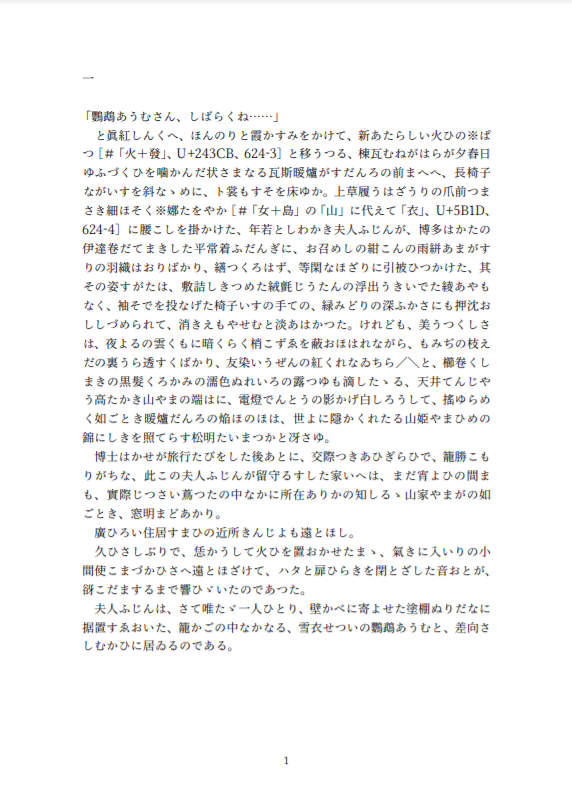 一
「鸚鵡あうむさん、しばらくね……」
と眞紅しんくへ、ほんのりと霞かすみをかけて、新あたらしい火ひの※ぱ
つ［＃「火＋發」、U+243CB、624-3］と移うつる、棟瓦むねがはらが夕春日
ゆふづくひを噛かんだ状さまなる瓦斯暖爐がすだんろの前まへへ、長椅子
ながいすを斜なゝめに、ト裳もすそを床ゆか。上草履うはざうりの爪前つま
さき細ほそく※娜たをやか［＃「女＋島」の「山」に代えて「衣」、U+5B1D、
624-4］に腰こしを掛かけた、年若としわかき夫人ふじんが、博多はかたの
伊達卷だてまきした平常着ふだんぎに、お召めしの紺こんの雨絣あまがす
りの羽織はおりばかり、繕つくろはず、等閑なほざりに引被ひつかけた、其
その姿すがたは、敷詰しきつめた絨氈じうたんの浮出うきいでた綾あやも
なく、袖そでを投なげた椅子いすの手ての、緑みどりの深ふかさにも押沈お
ししづめられて、消きえもやせむと淡あはかつた。けれども、美うつくしさ
は、夜よるの雲くもに暗くらく梢こずゑを蔽おほはれながら、もみぢの枝え
だの裏うら透すくばかり、友染いうぜんの紅くれなゐちら／＼と、櫛卷くし
まきの黒髮くろかみの濡色ぬれいろの露つゆも滴したゝる、天井てんじや
う高たかき山やまの端はに、電燈でんとうの影かげ白しろうして、搖ゆらめ
く如ごとき暖爐だんろの焔ほのほは、世よに隱かくれたる山姫やまひめの
錦にしきを照てらす松明たいまつかと冴さゆ。
博士はかせが旅行たびをした後あとに、交際つきあひぎらひで、籠勝こも
りがちな、此この夫人ふじんが留守るすした家いへは、まだ宵よひの間ま
も、實際じつさい蔦つたの中なかに所在ありかの知しるゝ山家やまがの如
ごとき、窓明まどあかり。
廣ひろい住居すまひの近所きんじよも遠とほし。
久ひさしぶりで、恁かうして火ひを置おかせたまゝ、氣きに入いりの小
間使こまづかひさへ遠とほざけて、ハタと扉ひらきを閉とざした音おとが、
谺こだまするまで響ひゞいたのであつた。
夫人ふじんは、さて唯たゞ一人ひとり、壁かべに寄よせた塗棚ぬりだなに
据置すゑおいた、籠かごの中なかなる、雪衣せついの鸚鵡あうむと、差向さ
しむかひに居ゐるのである。
1